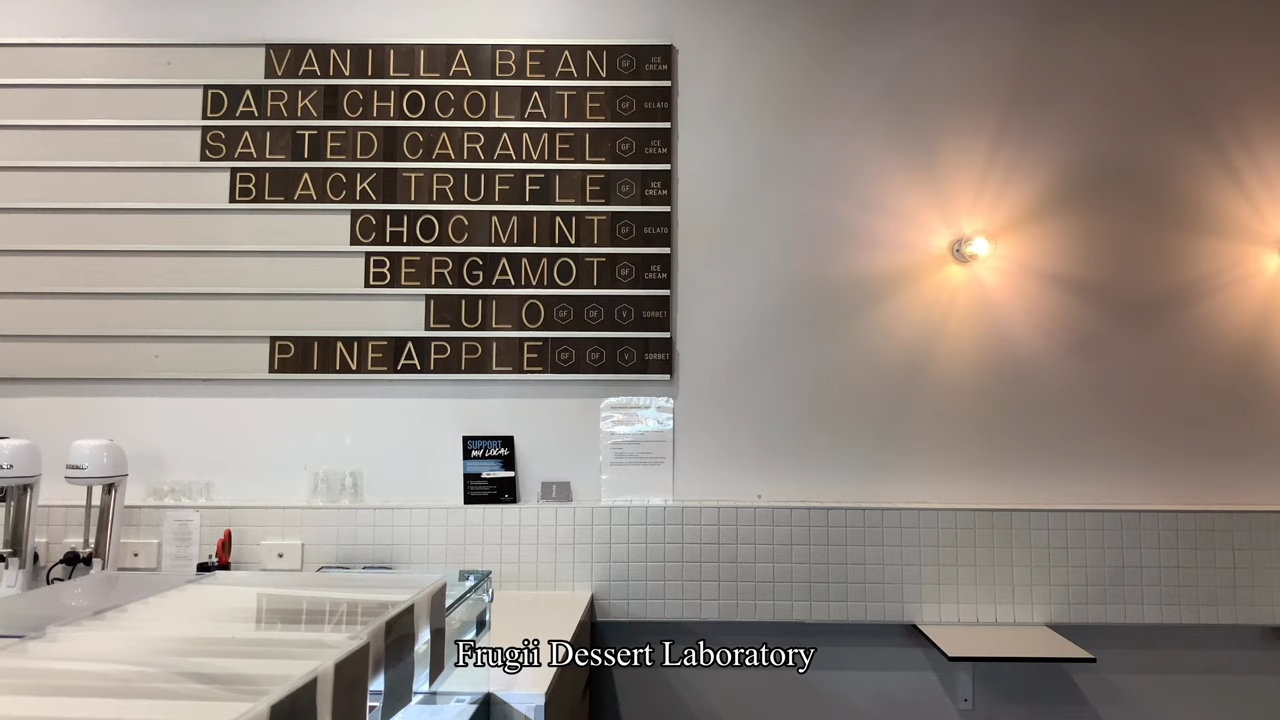 VANILLA BEAN GF ICE CREAM
DARK CHOCOLATE GF GELATO
SALTED CARAMEL GF ICE CREAM
BLACK TRUFFLE GF ICE CREAM
CHOC MINT GF GELATO
BERGAMOT GF ICE CREAM
LULO GF DF V SORBET
PINEAPPLE GF DF V SORBET
SUPPORT
MY LOCAL
Frugii Dessert Laboratory